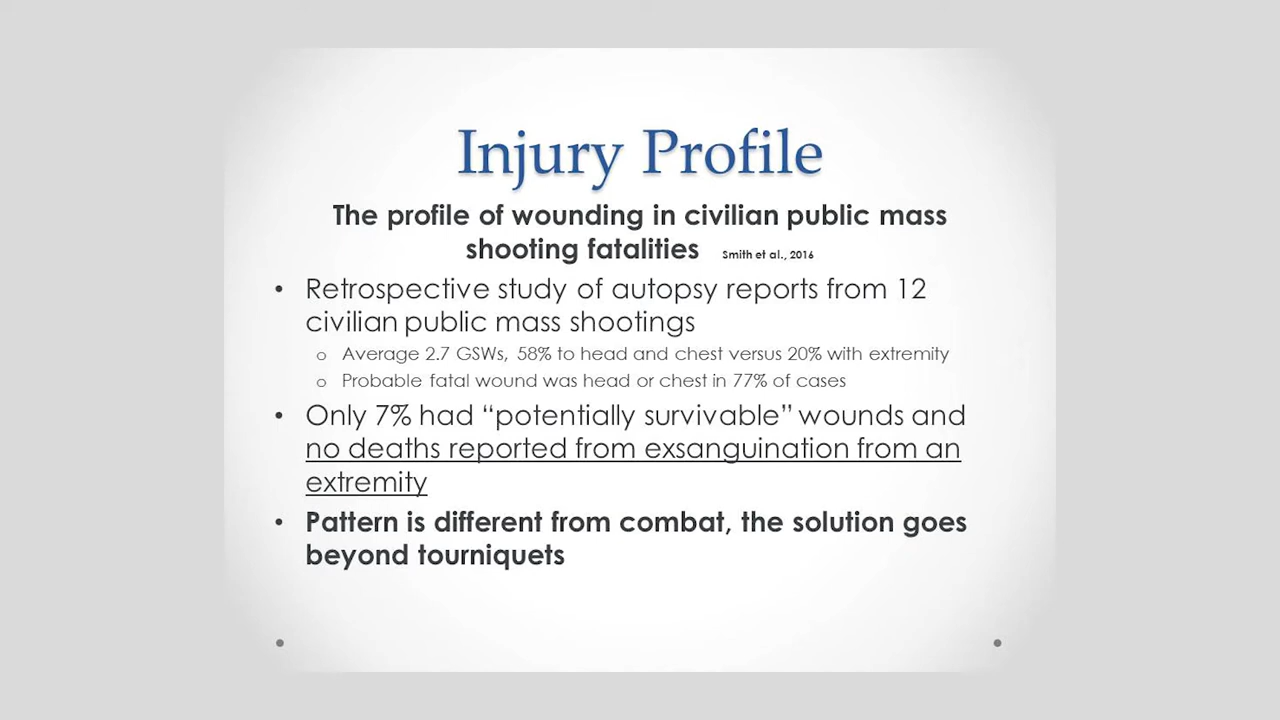 Injury Profile
The profile of wounding in civilian public mass
shooting fatalities Smith et al., 2016
• Retrospective study of autopsy reports from 12
civilian public mass shootings
o Average 2.7 GSWs, 58% to head and chest versus 20% with extremity
o Probable fatal wound was head or chest in 77% of cases
• Only 7% had “potentially survivable” wounds and
no deaths reported from exsanguination from an
extremity
• Pattern is different from combat, the solution goes
beyond tourniquets